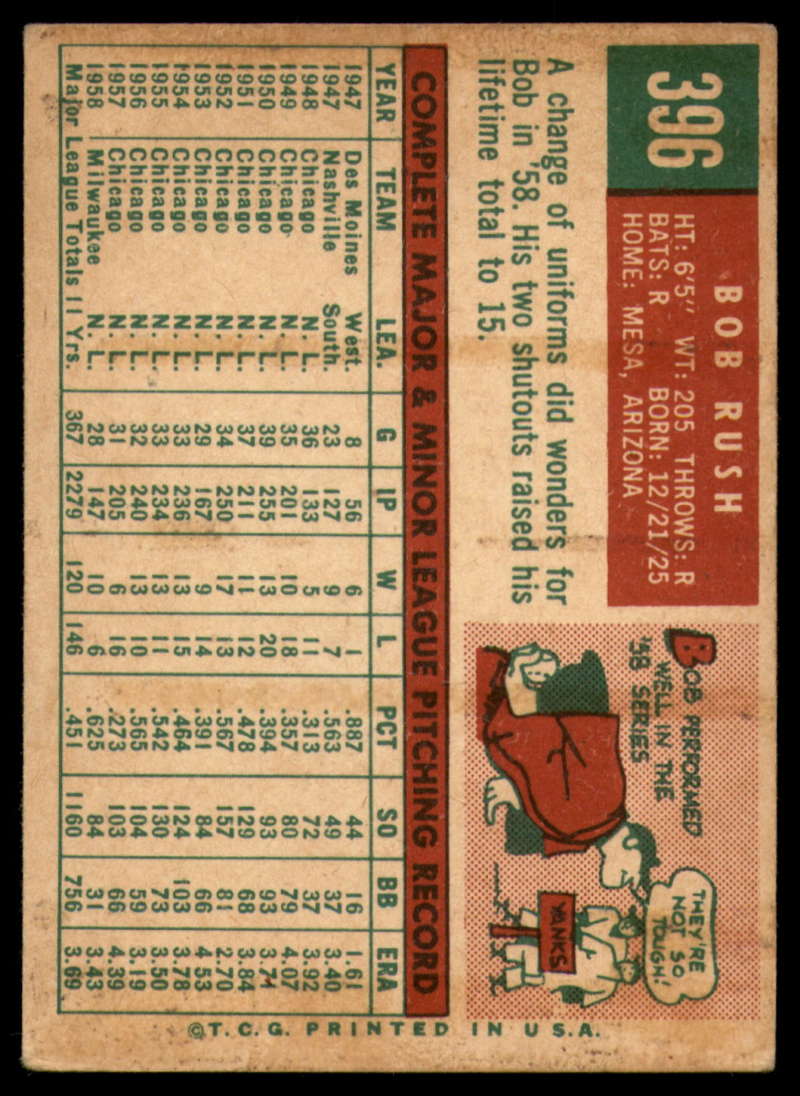 396
BOB RUSH
HT: 6'5" WT: 205 THROWS: R
BATS: R BORN: 12/21/25
HOME: MESA, ARIZONA
A change of uniforms did wonders for
Bob in '58. His two shutouts raised his
lifetime total to 15.
BOB PERFORMED
WELL IN THE
'58 SERIES
THEY'RE
NOT SO
TOUGH!
YANKS
COMPLETE MAJOR & MINOR LEAGUE PITCHING RECORD
YEAR TEAM LEA. G IP W L PCT SO BB ERA
1947 Des Moines West. 8 56 6 1 .887 44 16 1.61
1947 Nashville South. 23 127 9 7 .563 49 37 3.40
1948 Chicago N. L. 36 133 5 11 .313 72 37 3.92
1949 Chicago N. L. 35 201 10 18 .357 80 79 4.07
1950 Chicago N. L. 39 255 13 20 .394 93 93 3.71
1951 Chicago N. L. 37 211 11 12 .478 129 68 3.84
1952 Chicago N. L. 34 250 17 13 .567 157 81 2.70
1953 Chicago N. L. 29 167 9 14 .391 84 66 4.53
1954 Chicago N. L. 33 236 13 15 .464 124 103 3.78
1955 Chicago N. L. 33 234 13 11 .542 130 73 3.50
1956 Chicago N. L. 32 240 13 10 .565 104 59 3.19
1957 Chicago N. L. 31 205 6 16 .273 103 66 4.39
1958 Milwaukee N. L. 28 147 10 6 .625 84 31 3.43
Major League Totals 11 Yrs. 367 2279 120 146 .451 1160 756 3.69
©T.C.G. PRINTED IN U.S.A.